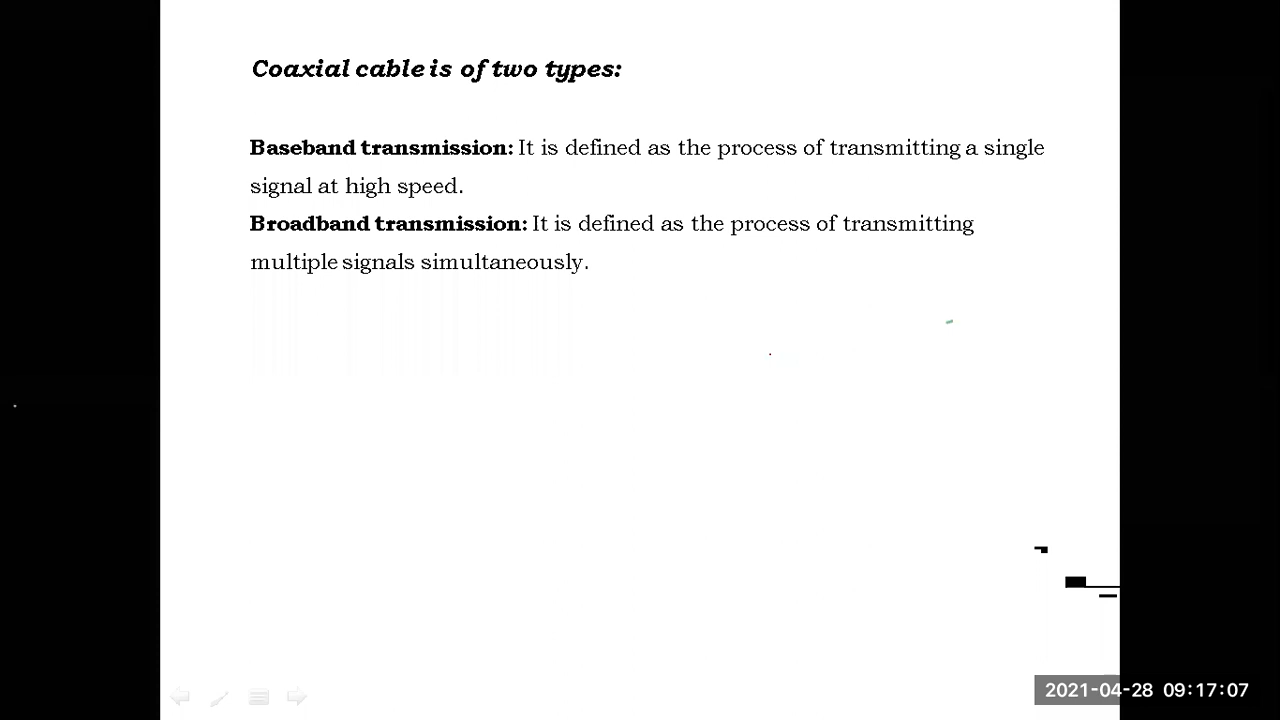 Coaxial cable is of two types:
Baseband transmission: It is defined as the process of transmitting a single
signal at high speed.
Broadband transmission: It is defined as the process of transmitting
multiple signals simultaneously.
2021-04-28 09:17:07